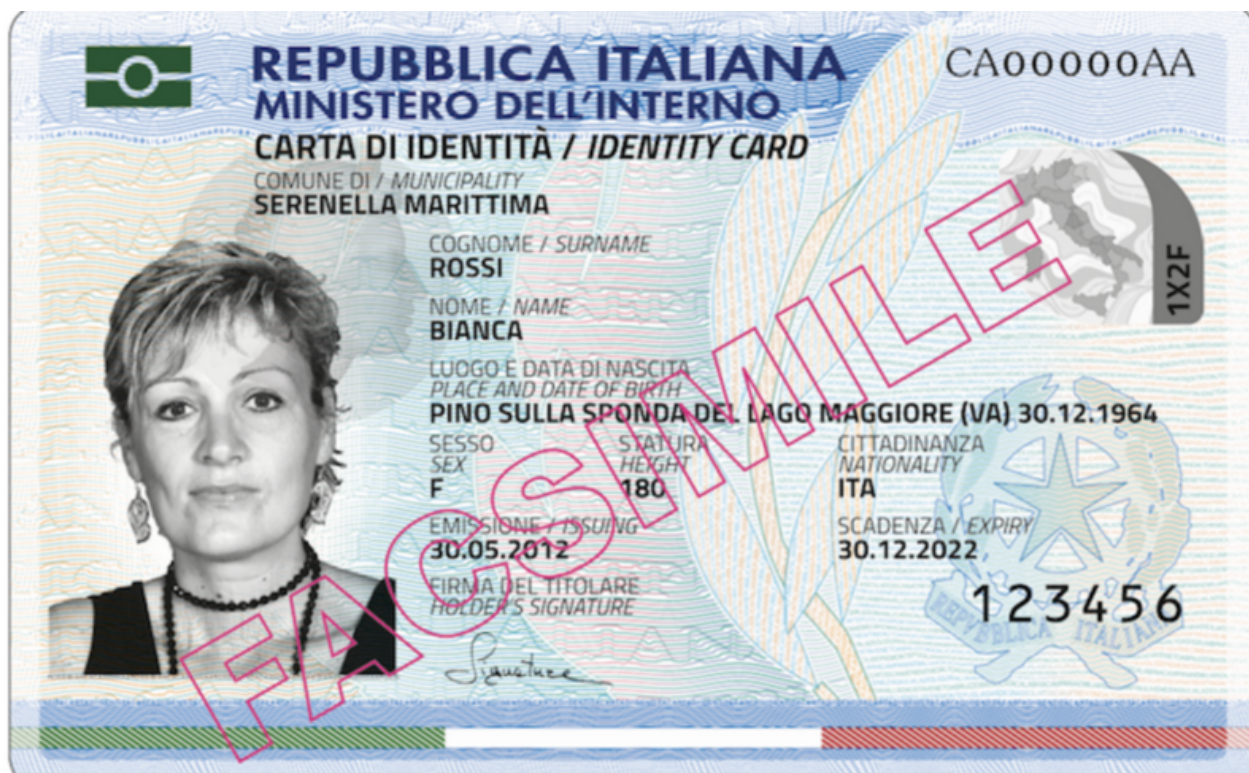 REPUBBLICA ITALIANA
CA00000AA
MINISTERO DELL'INTERNO
CARTA DI IDENTITÀ / IDENTITY CARD
COMUNE DI / MUNICIPALITY
SERENELLA MARITTIMA
COGNOME / SURNAME
ROSSI
1X2F
NOME / NAME
BIANCA
LUOGO E DATA DI NASCITA
PLACE AND DATE OF BIRTH
PINO SULLA SPONDA DEL LAGO MAGGIORE (VA) 30.12.1964
SESSO STATURA CITTADINANZA
SEX HEIGHT NATIONALITY
F 180 ITA
EMISSIONE / ISSUING SCADENZA / EXPIRY
30.05.2012 30.12.2022
FIRMA DEL TITOLARE
HOLDER'S SIGNATURE
123456
Signature
REPVBBLICA ITALIANA
FACSIMILE